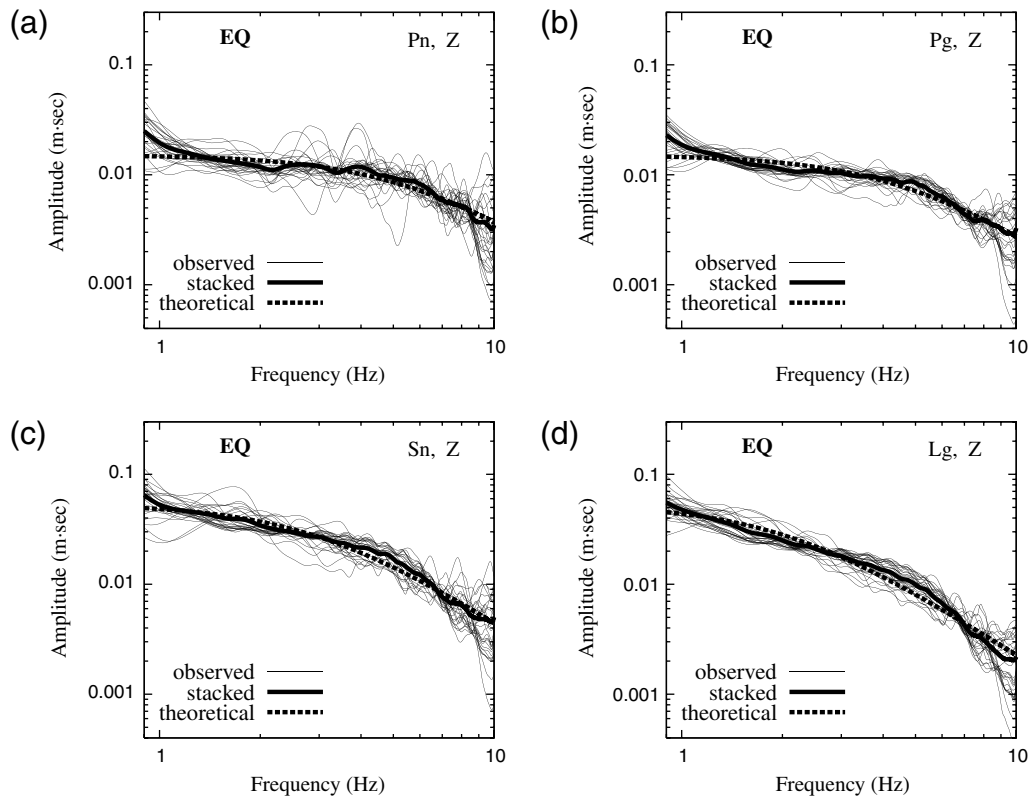 (a)
EQ Pn, Z
0.1
0.01
0.001
Amplitude (m·sec)
observed
stacked
theoretical
1 10
Frequency (Hz)
(b)
EQ Pg, Z
0.1
0.01
0.001
Amplitude (m·sec)
observed
stacked
theoretical
1 10
Frequency (Hz)
(c)
EQ Sn, Z
0.1
0.01
0.001
Amplitude (m·sec)
observed
stacked
theoretical
1 10
Frequency (Hz)
(d)
EQ Lg, Z
0.1
0.01
0.001
Amplitude (m·sec)
observed
stacked
theoretical
1 10
Frequency (Hz)